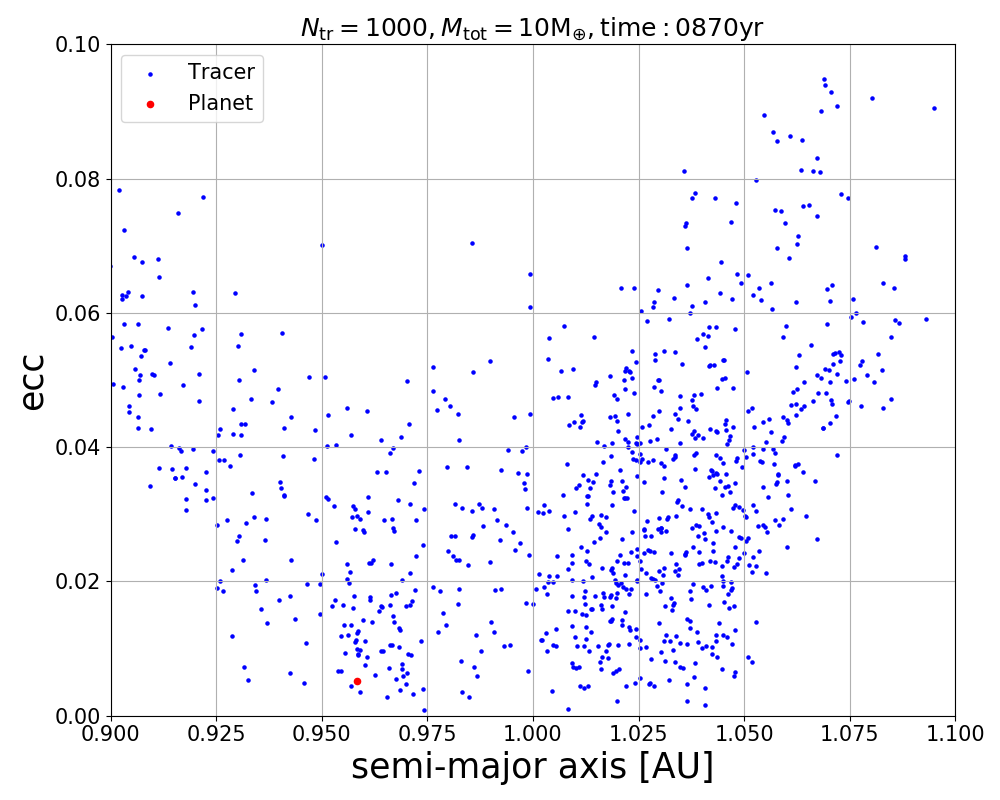 N_tr = 1000, M_tot = 10M_⊕, time : 0870yr
0.10
Tracer
Planet
0.08
0.06
ecc
0.04
0.02
0.00
0.900 0.925 0.950 0.975 1.000 1.025 1.050 1.075 1.100
semi-major axis [AU]